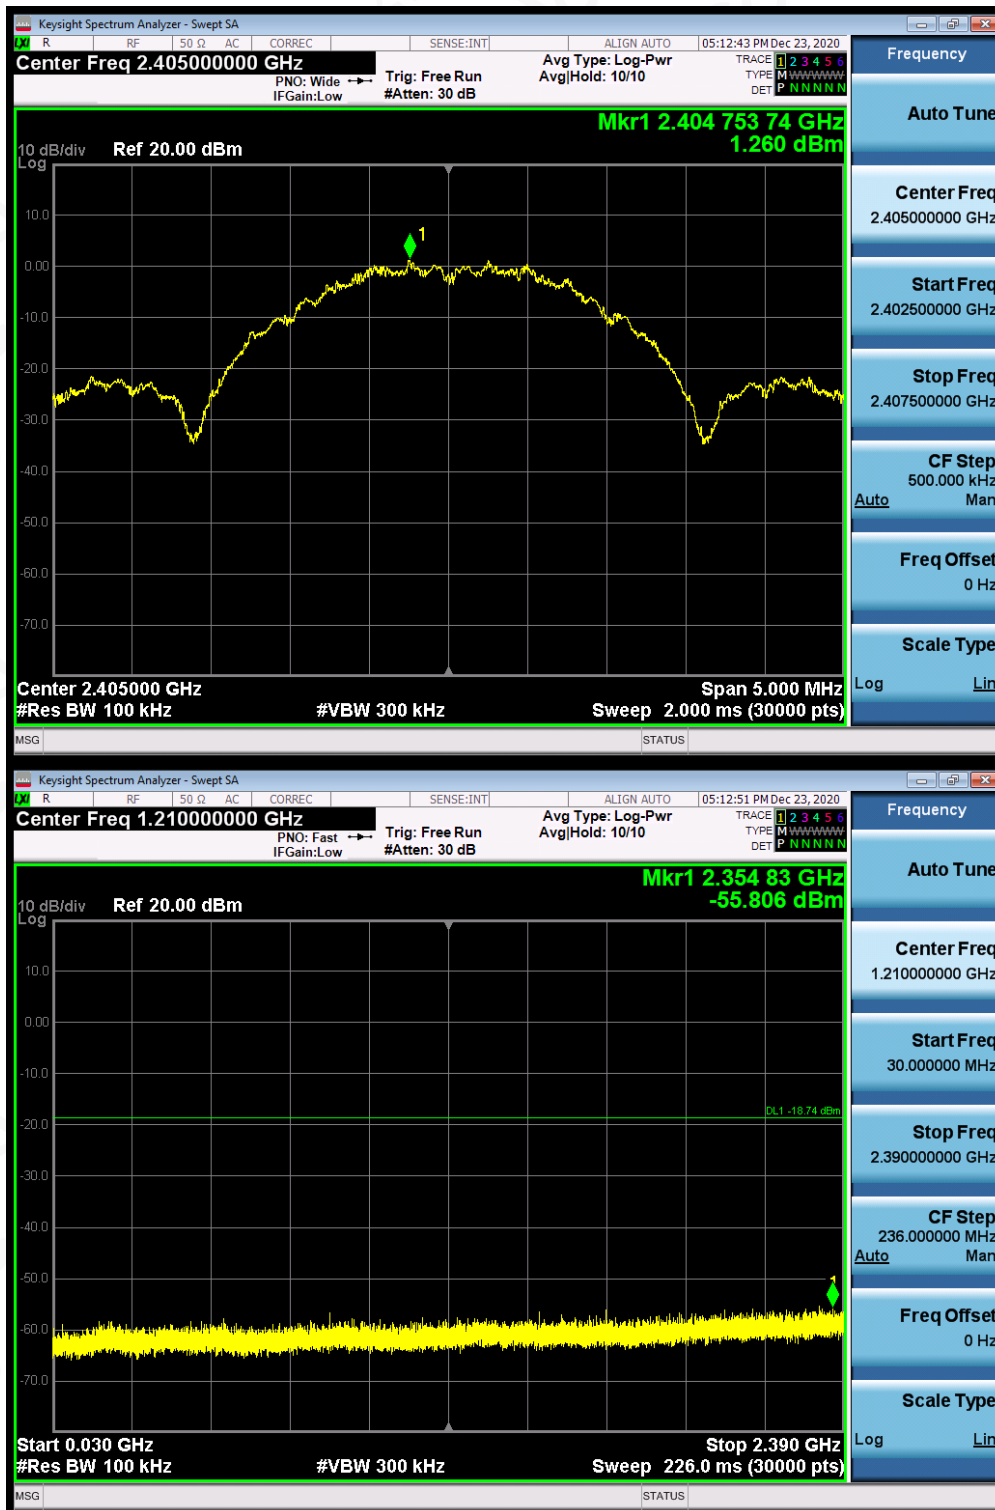 Keysight Spectrum Analyzer - Swept SA
LXI R RF 50 Ω AC CORREC SENSE:INT ALIGN AUTO 05:12:43 PM Dec 23, 2020
Center Freq 2.405000000 GHz
PNO: Wide
IFGain:Low
Trig: Free Run
#Atten: 30 dB
Avg Type: Log-Pwr
Avg|Hold: 10/10
TRACE 1 2 3 4 5 6
TYPE M W W W W W
DET P N N N N N
Mkr1 2.404 753 74 GHz
1.260 dBm
10 dB/div
Log
Ref 20.00 dBm
10.0
0.00
-10.0
-20.0
-30.0
-40.0
-50.0
-60.0
-70.0
1
Center 2.405000 GHz
Span 5.000 MHz
#Res BW 100 kHz
#VBW 300 kHz
Sweep 2.000 ms (30000 pts)
MSG
STATUS
Frequency
Auto Tune
Center Freq
2.405000000 GHz
Start Freq
2.402500000 GHz
Stop Freq
2.407500000 GHz
CF Step
500.000 kHz
Auto Man
Freq Offset
0 Hz
Scale Type
Log Lin
Keysight Spectrum Analyzer - Swept SA
LXI R RF 50 Ω AC CORREC SENSE:INT ALIGN AUTO 05:12:51 PM Dec 23, 2020
Center Freq 1.210000000 GHz
PNO: Fast
IFGain:Low
Trig: Free Run
#Atten: 30 dB
Avg Type: Log-Pwr
Avg|Hold: 10/10
TRACE 1 2 3 4 5 6
TYPE M W W W W W
DET P N N N N N
Mkr1 2.354 83 GHz
-55.806 dBm
10 dB/div
Log
Ref 20.00 dBm
10.0
0.00
-10.0
-20.0
-30.0
-40.0
-50.0
-60.0
-70.0
DL1 -18.74 dBm
1
Start 0.030 GHz
Stop 2.390 GHz
#Res BW 100 kHz
#VBW 300 kHz
Sweep 226.0 ms (30000 pts)
MSG
STATUS
Frequency
Auto Tune
Center Freq
1.210000000 GHz
Start Freq
30.000000 MHz
Stop Freq
2.390000000 GHz
CF Step
236.000000 MHz
Auto Man
Freq Offset
0 Hz
Scale Type
Log Lin